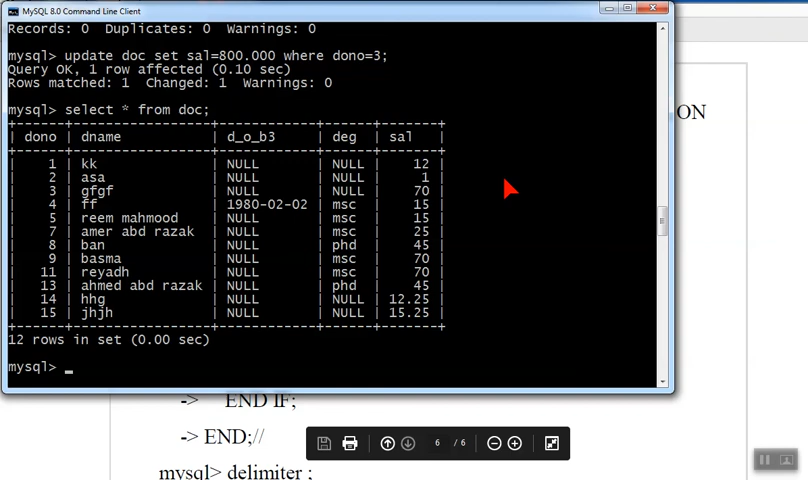 MySQL 8.0 Command Line Client
Records: 0  Duplicates: 0  Warnings: 0
mysql> update doc set sal=800.000 where dono=3;
Query OK, 1 row affected (0.10 sec)
Rows matched: 1  Changed: 1  Warnings: 0
mysql> select * from doc;
+------+------------------+------------+------+-------+
| dono | dname            | d_o_b3     | deg  | sal   |
+------+------------------+------------+------+-------+
|    1 | kk               | NULL       | NULL |    12 |
|    2 | asa              | NULL       | NULL |     1 |
|    3 | gfgf             | NULL       | NULL |    70 |
|    4 | ff               | 1980-02-02 | msc  |    15 |
|    5 | reem mahmood     | NULL       | msc  |    15 |
|    7 | amer abd razak   | NULL       | msc  |    25 |
|    8 | ban              | NULL       | phd  |    45 |
|    9 | basma            | NULL       | msc  |    70 |
|   11 | reyadh           | NULL       | msc  |    70 |
|   13 | ahmed abd razak  | NULL       | phd  |    45 |
|   14 | hhg              | NULL       | NULL | 12.25 |
|   15 | jhjh             | NULL       | NULL | 15.25 |
+------+------------------+------------+------+-------+
12 rows in set (0.00 sec)
mysql> _
ON
-> END IF;
-> END;//
6 / 6
mysql> delimiter ;